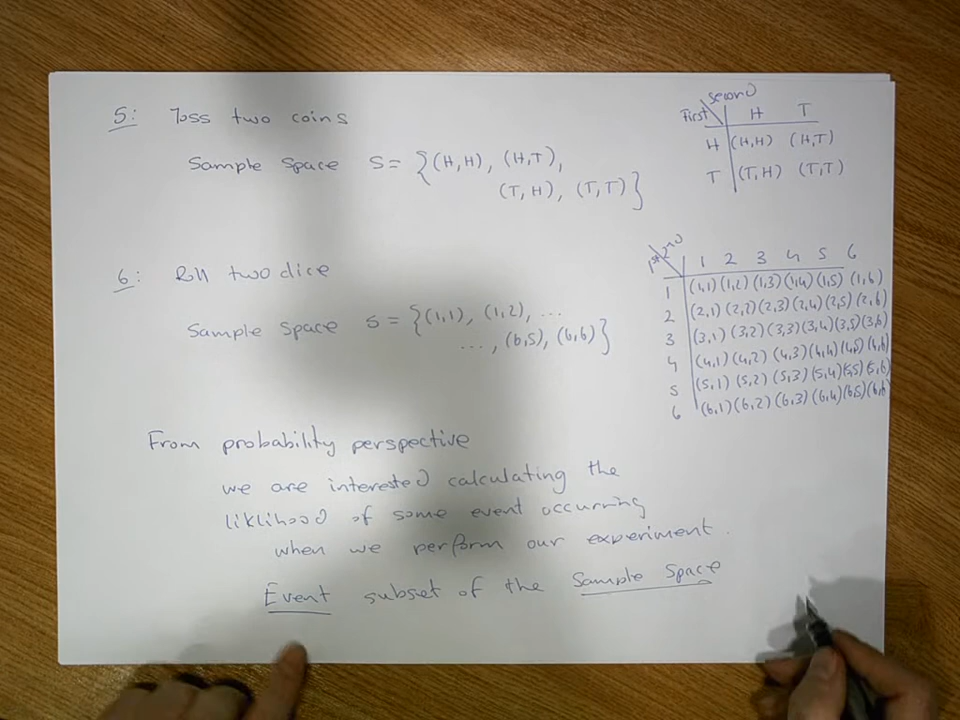 5: Toss two coins
Sample Space S = {(H,H), (H,T),
(T,H), (T,T)}
second
First H T
H (H,H) (H,T)
T (T,H) (T,T)
6: Roll two dice
Sample Space S = {(1,1), (1,2), ...
..., (6,5), (6,6)}
2nd
1st 1 2 3 4 5 6
1 (1,1) (1,2) (1,3) (1,4) (1,5) (1,6)
2 (2,1) (2,2) (2,3) (2,4) (2,5) (2,6)
3 (3,1) (3,2) (3,3) (3,4) (3,5) (3,6)
4 (4,1) (4,2) (4,3) (4,4) (4,5) (4,6)
5 (5,1) (5,2) (5,3) (5,4) (5,5) (5,6)
6 (6,1) (6,2) (6,3) (6,4) (6,5) (6,6)
From probability perspective
we are interested calculating the
liklihood of some event occurring
when we perform our experiment.
Event subset of the Sample Space